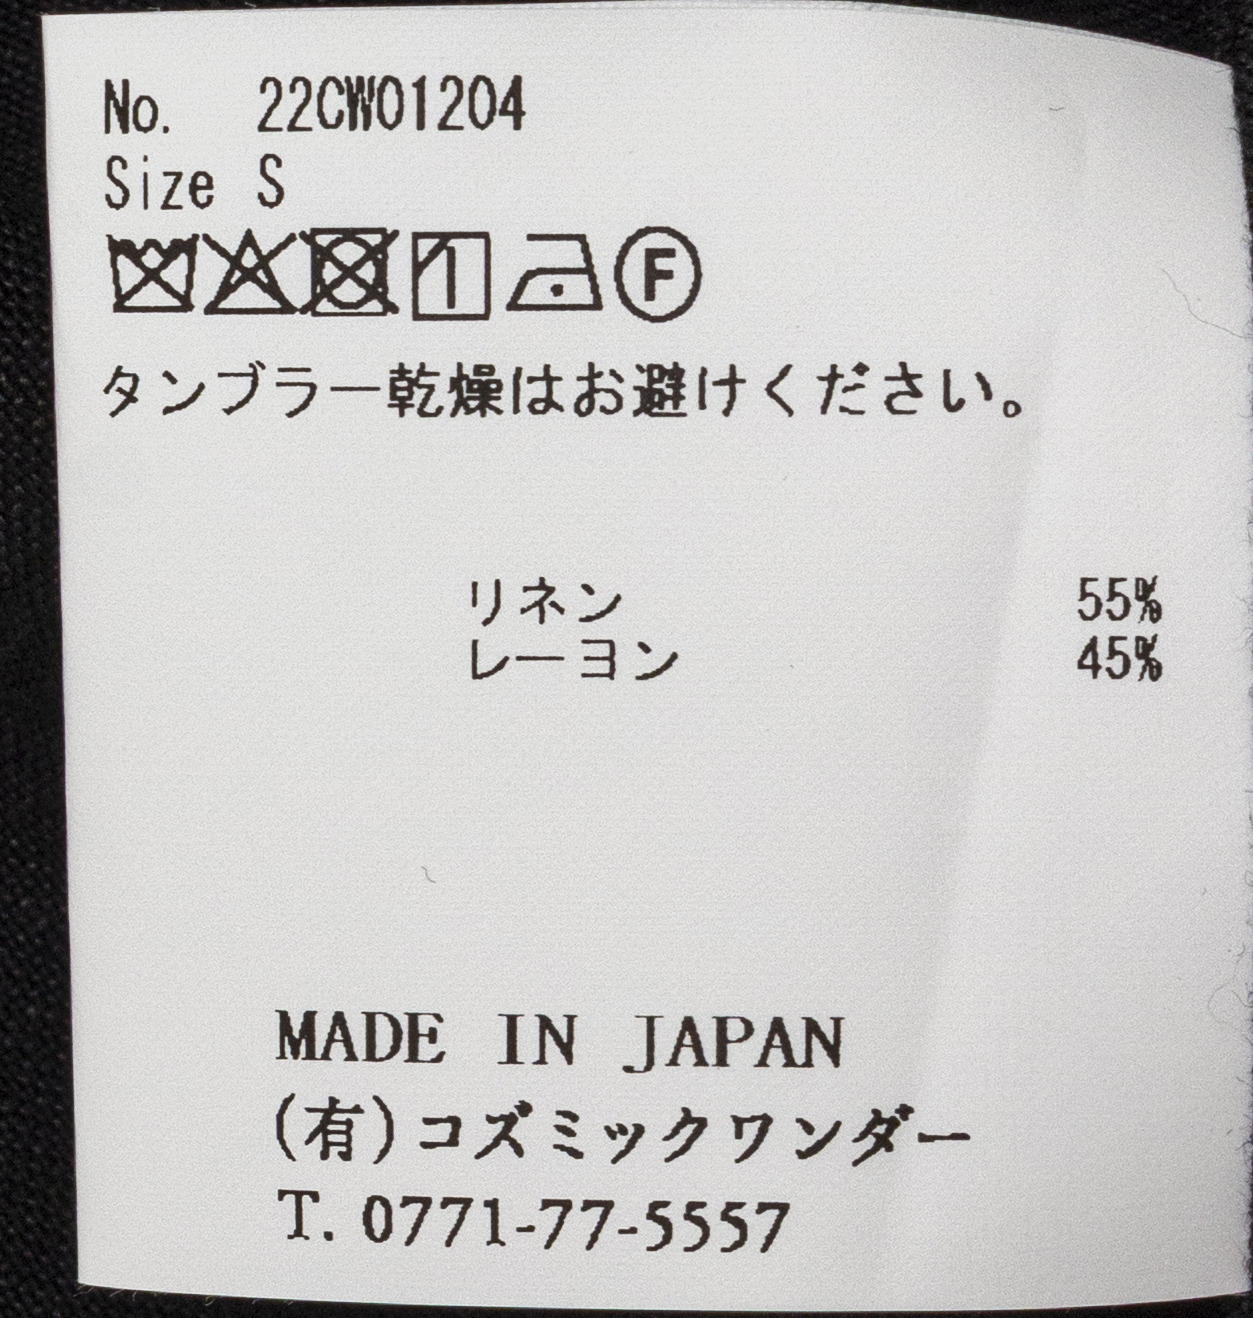 No. 22CW01204
Size S
F
タンブラー乾燥はお避けください。
リネン 55%
レーヨン 45%
MADE IN JAPAN
(有)コズミックワンダー
T. 0771-77-5557